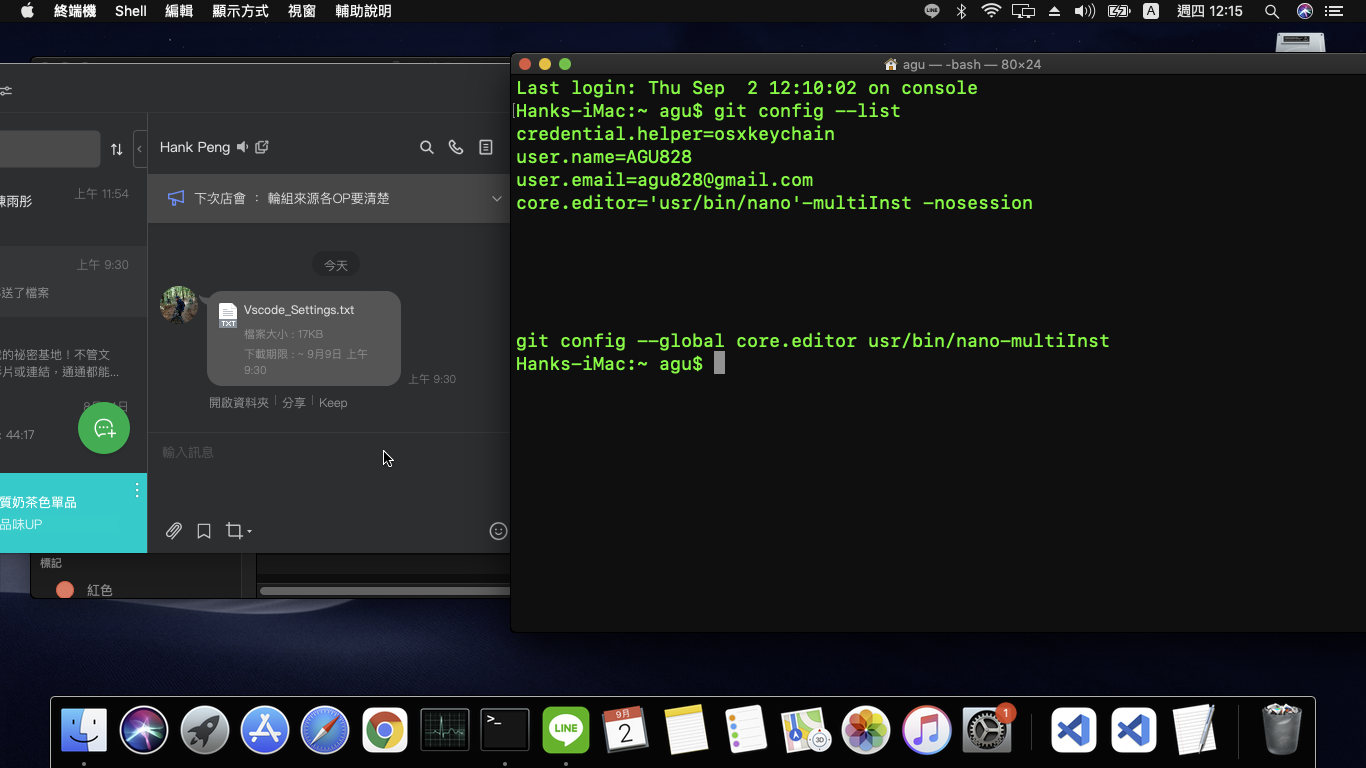 終端機 Shell 編輯 顯示方式 視窗 輔助說明
LINE A 週四 12:15
agu — -bash — 80×24
Last login: Thu Sep  2 12:10:02 on console
Hanks-iMac:~ agu$ git config --list
credential.helper=osxkeychain
user.name=AGU828
user.email=agu828@gmail.com
core.editor='usr/bin/nano'-multiInst -nosession
git config --global core.editor usr/bin/nano-multiInst
Hanks-iMac:~ agu$
上午 11:54
雨彤
上午 9:30
送了檔案
的祕密基地！不管文
片或連結，通通都能...
44:17
質奶茶色單品
品味UP
Hank Peng
下次店會 ： 輪組來源各OP要清楚
今天
Vscode_Settings.txt
TXT
檔案大小 : 17KB
下載期限 : ~ 9月9日 上午
9:30
上午 9:30
開啟資料夾 分享 Keep
輸入訊息
標記
紅色
>_
LINE
9月
2
3D
1